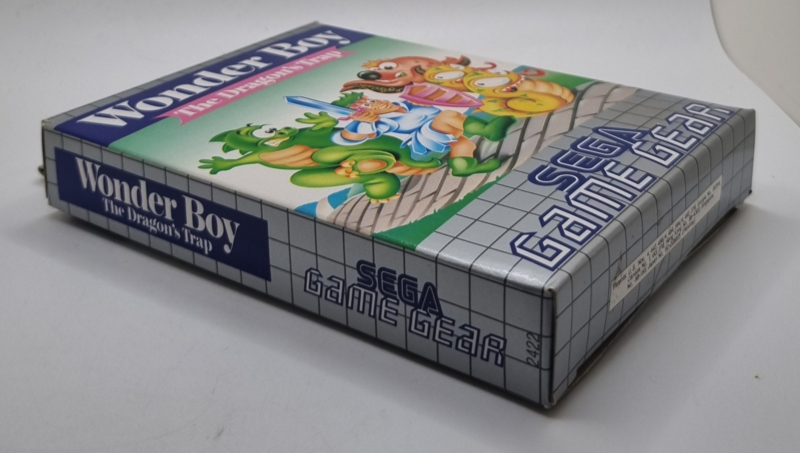 Wonder Boy
The Dragon's Trap
SEGA
GAME GEAR
Wonder Boy
The Dragon's Trap
SEGA
GAME GEAR
2422